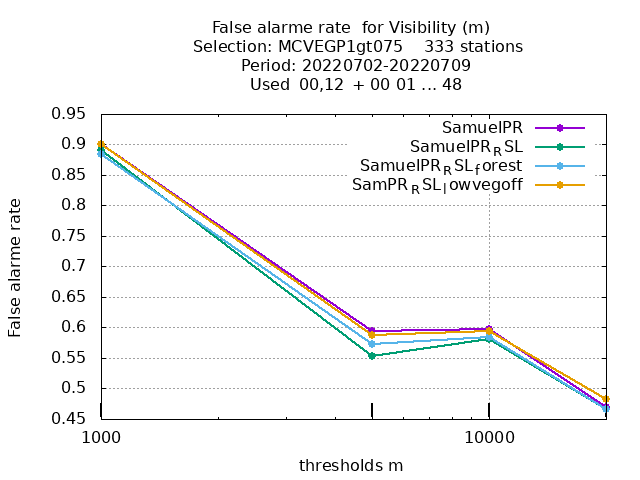 False alarme rate  for Visibility (m)
Selection: MCVEGP1gt075    333 stations
Period: 20220702-20220709
Used  00,12  + 00 01 ... 48
SamuelPR
SamuelPR_RSL
SamuelPR_RSL_forest
SamPR_RSL_lowvegoff
False alarme rate
0.95
0.9
0.85
0.8
0.75
0.7
0.65
0.6
0.55
0.5
0.45
1000
10000
thresholds m